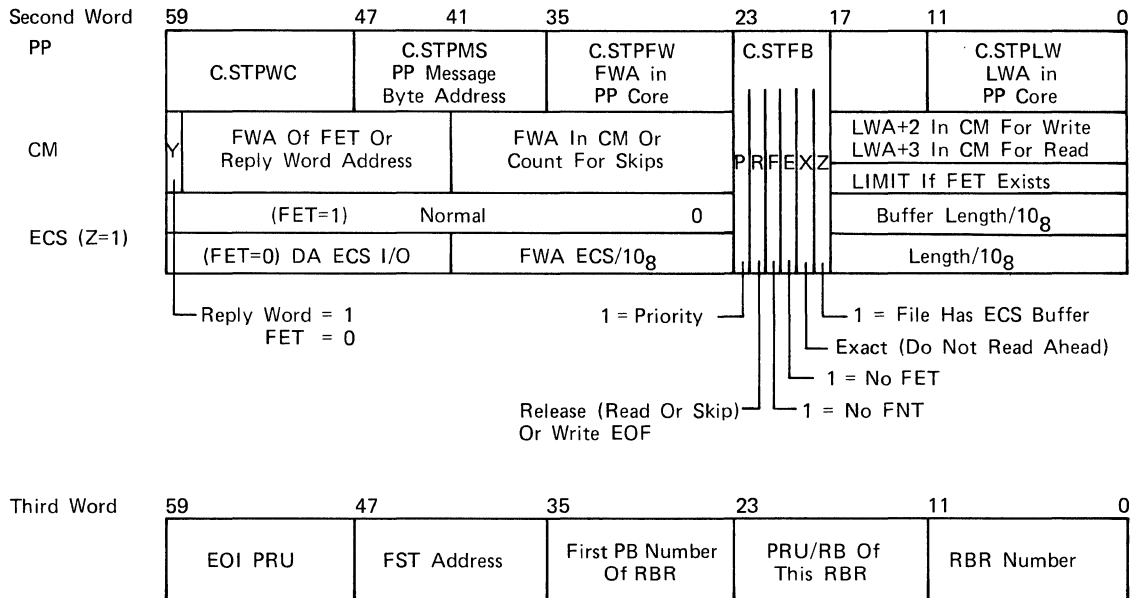 Second Word 59 47 41 35 23 17 11 0
PP
C.STPWC
C.STPMS
PP Message
Byte Address
C.STPFW
FWA in
PP Core
C.STFB
C.STPLW
LWA in
PP Core
CM
Y
FWA Of FET Or
Reply Word Address
FWA In CM Or
Count For Skips
P R F E X Z
LWA+2 In CM For Write
LWA+3 In CM For Read
LIMIT If FET Exists
ECS (Z=1)
(FET=1) Normal 0
Buffer Length/10₈
(FET=0) DA ECS I/O
FWA ECS/10₈
Length/10₈
Reply Word = 1
FET = 0
1 = Priority
1 = File Has ECS Buffer
Exact (Do Not Read Ahead)
1 = No FET
Release (Read Or Skip)
Or Write EOF
1 = No FNT
Third Word 59 47 35 23 11 0
EOI PRU
FST Address
First PB Number
Of RBR
PRU/RB Of
This RBR
RBR Number